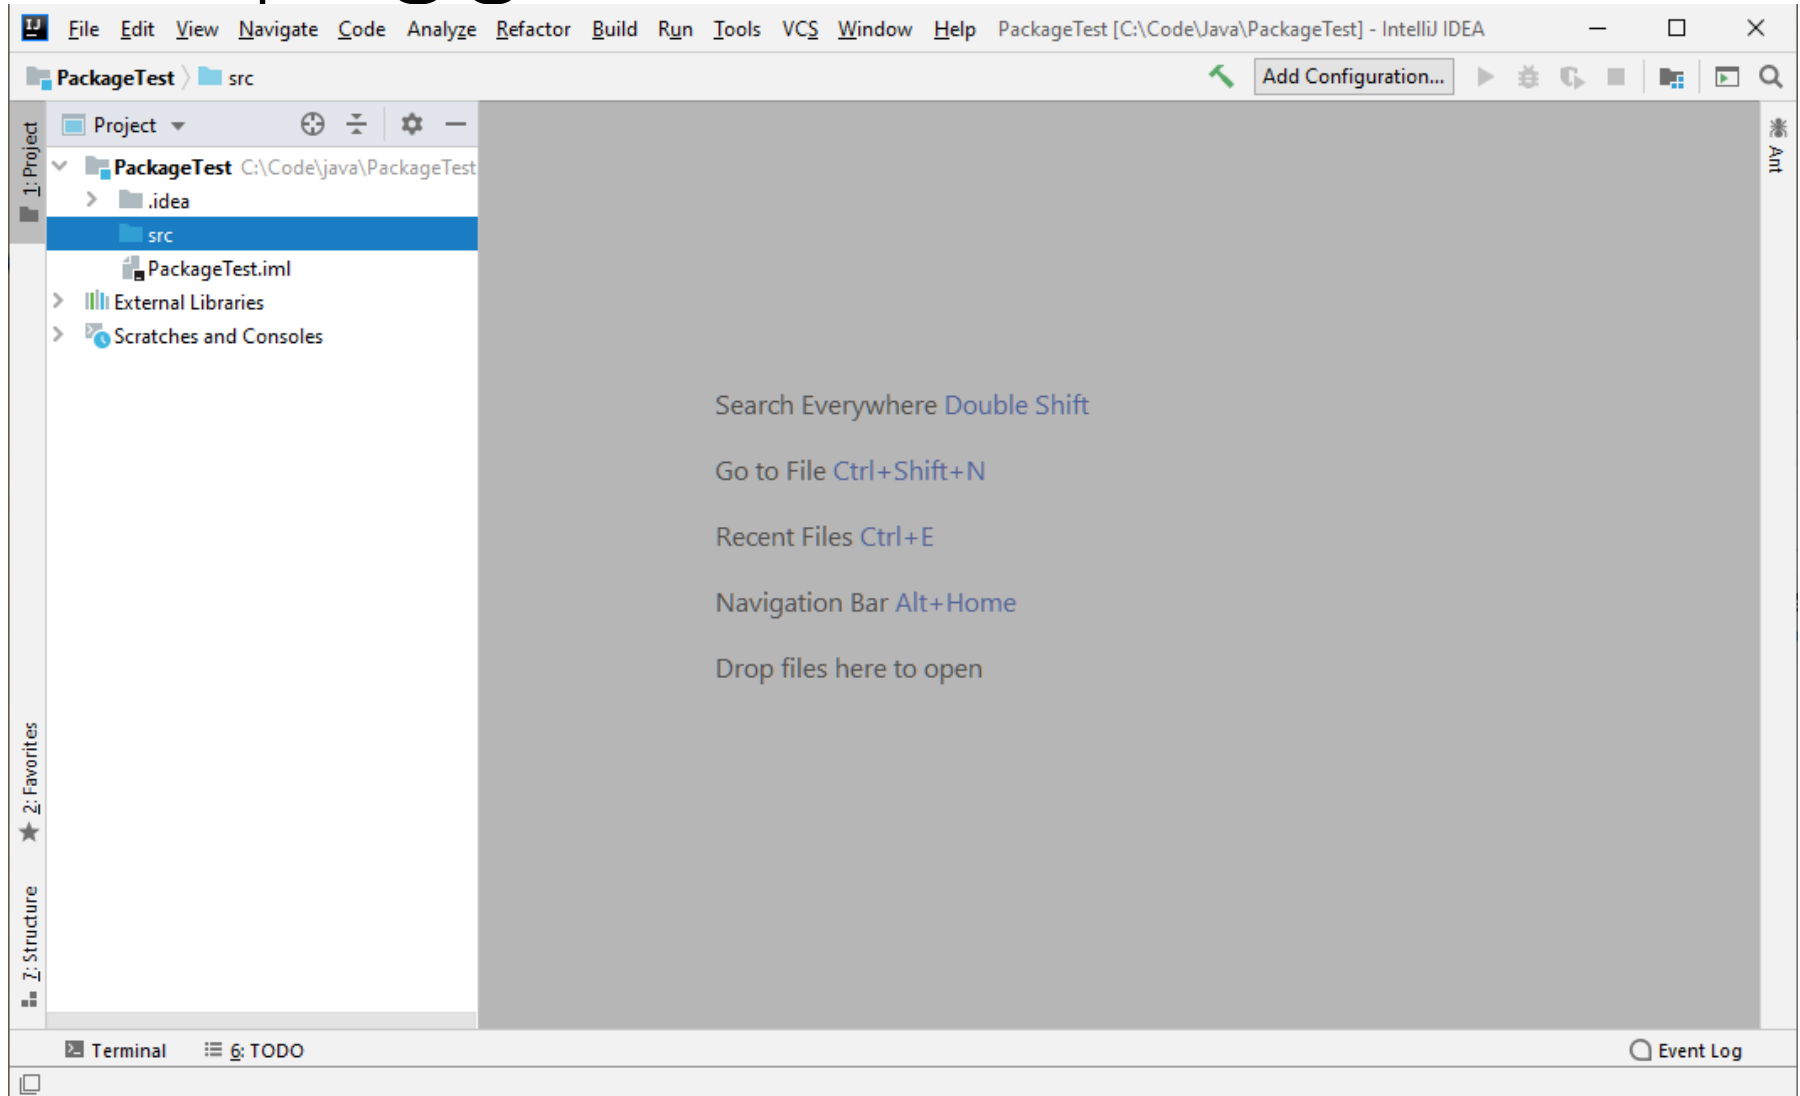 File Edit View Navigate Code Analyze Refactor Build Run Tools VCS Window Help PackageTest [C:\Code\Java\PackageTest] - IntelliJ IDEA
PackageTest src Add Configuration...
Project
PackageTest C:\Code\java\PackageTest
.idea
src
PackageTest.iml
External Libraries
Scratches and Consoles
1: Project
2: Favorites
7: Structure
Ant
Search Everywhere Double Shift
Go to File Ctrl+Shift+N
Recent Files Ctrl+E
Navigation Bar Alt+Home
Drop files here to open
Terminal 6: TODO Event Log